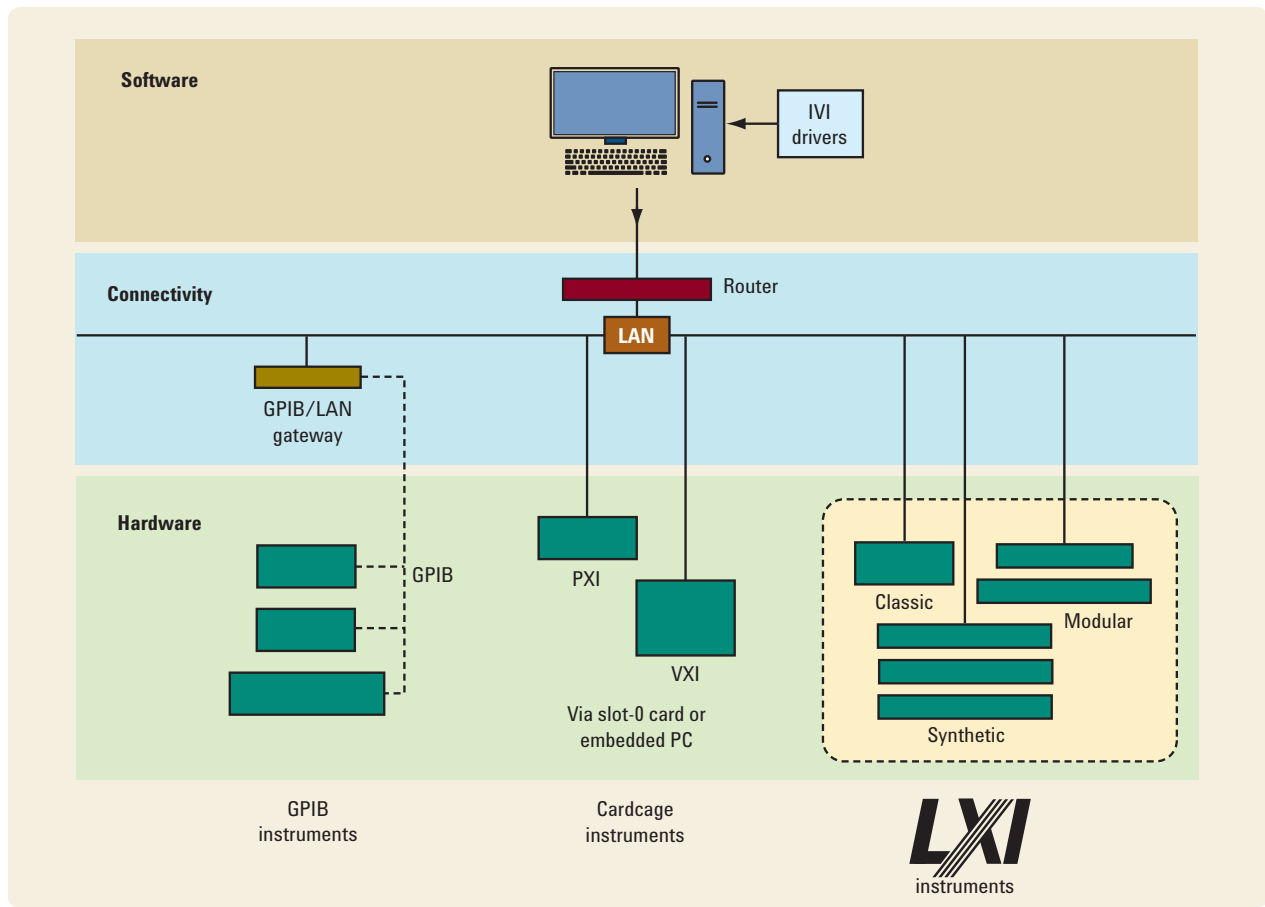 Software
IVI
drivers
Connectivity
Router
LAN
GPIB/LAN
gateway
Hardware
GPIB
PXI
VXI
Via slot-0 card or
embedded PC
Classic
Modular
Synthetic
GPIB
instruments
Cardcage
instruments
LXI
instruments